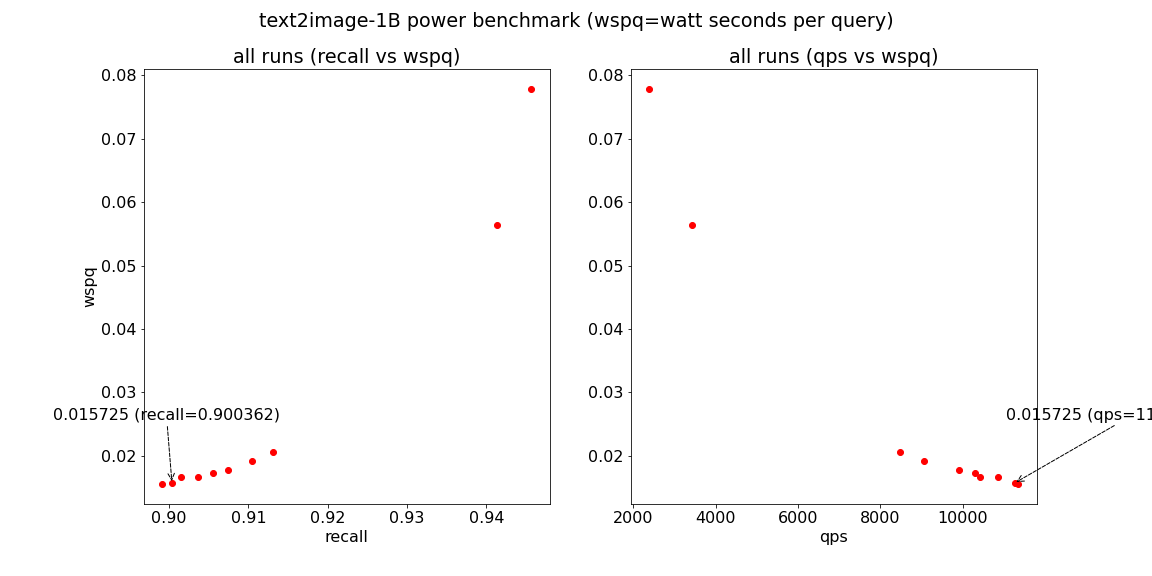 text2image-1B power benchmark (wspq=watt seconds per query)
all runs (recall vs wspq)
0.08
0.07
0.06
0.05
0.04
0.03
0.02
wspq
0.015725 (recall=0.900362)
0.90 0.91 0.92 0.93 0.94
recall
all runs (qps vs wspq)
0.08
0.07
0.06
0.05
0.04
0.03
0.02
0.015725 (qps=11
2000 4000 6000 8000 10000
qps